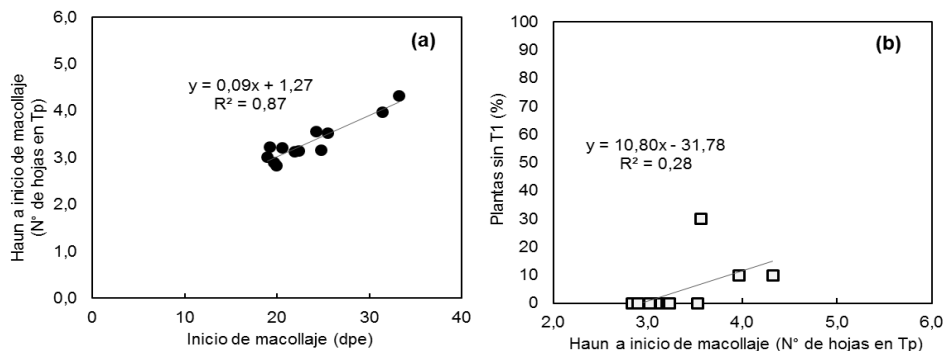 (a)
Haun a inicio de macollaje
(N° de hojas en Tp)
6,0
5,0
4,0
3,0
2,0
1,0
0,0
y = 0,09x + 1,27
R² = 0,87
0 10 20 30 40
Inicio de macollaje (dpe)
(b)
Plantas sin T1 (%)
100
90
80
70
60
50
40
30
20
10
0
y = 10,80x - 31,78
R² = 0,28
2,0 3,0 4,0 5,0 6,0
Haun a inicio de macollaje (N° de hojas en Tp)